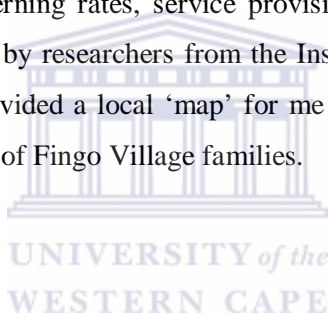 erning rates, service provisi
by researchers from the Ins
vided a local ‘map’ for me
of Fingo Village families.
UNIVERSITY of the
WESTERN CAPE